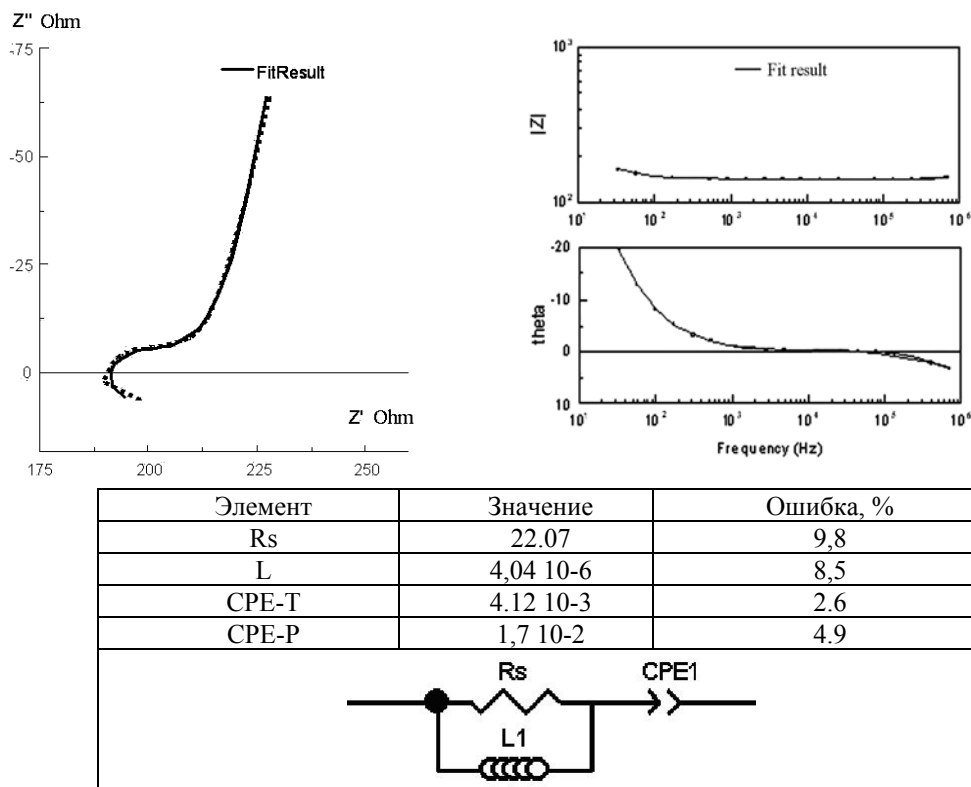 Z'' Ohm
-75
-50
-25
0
FitResult
Z' Ohm
175 200 225 250
|Z|
10³
10²
Fit result
10¹ 10² 10³ 10⁴ 10⁵ 10⁶
theta
-20
-10
0
10
10¹ 10² 10³ 10⁴ 10⁵ 10⁶
Frequency (Hz)
Элемент Значение Ошибка, %
Rs 22.07 9,8
L 4,04 10-6 8,5
CPE-T 4.12 10-3 2.6
CPE-P 1,7 10-2 4.9
Rs CPE1
L1